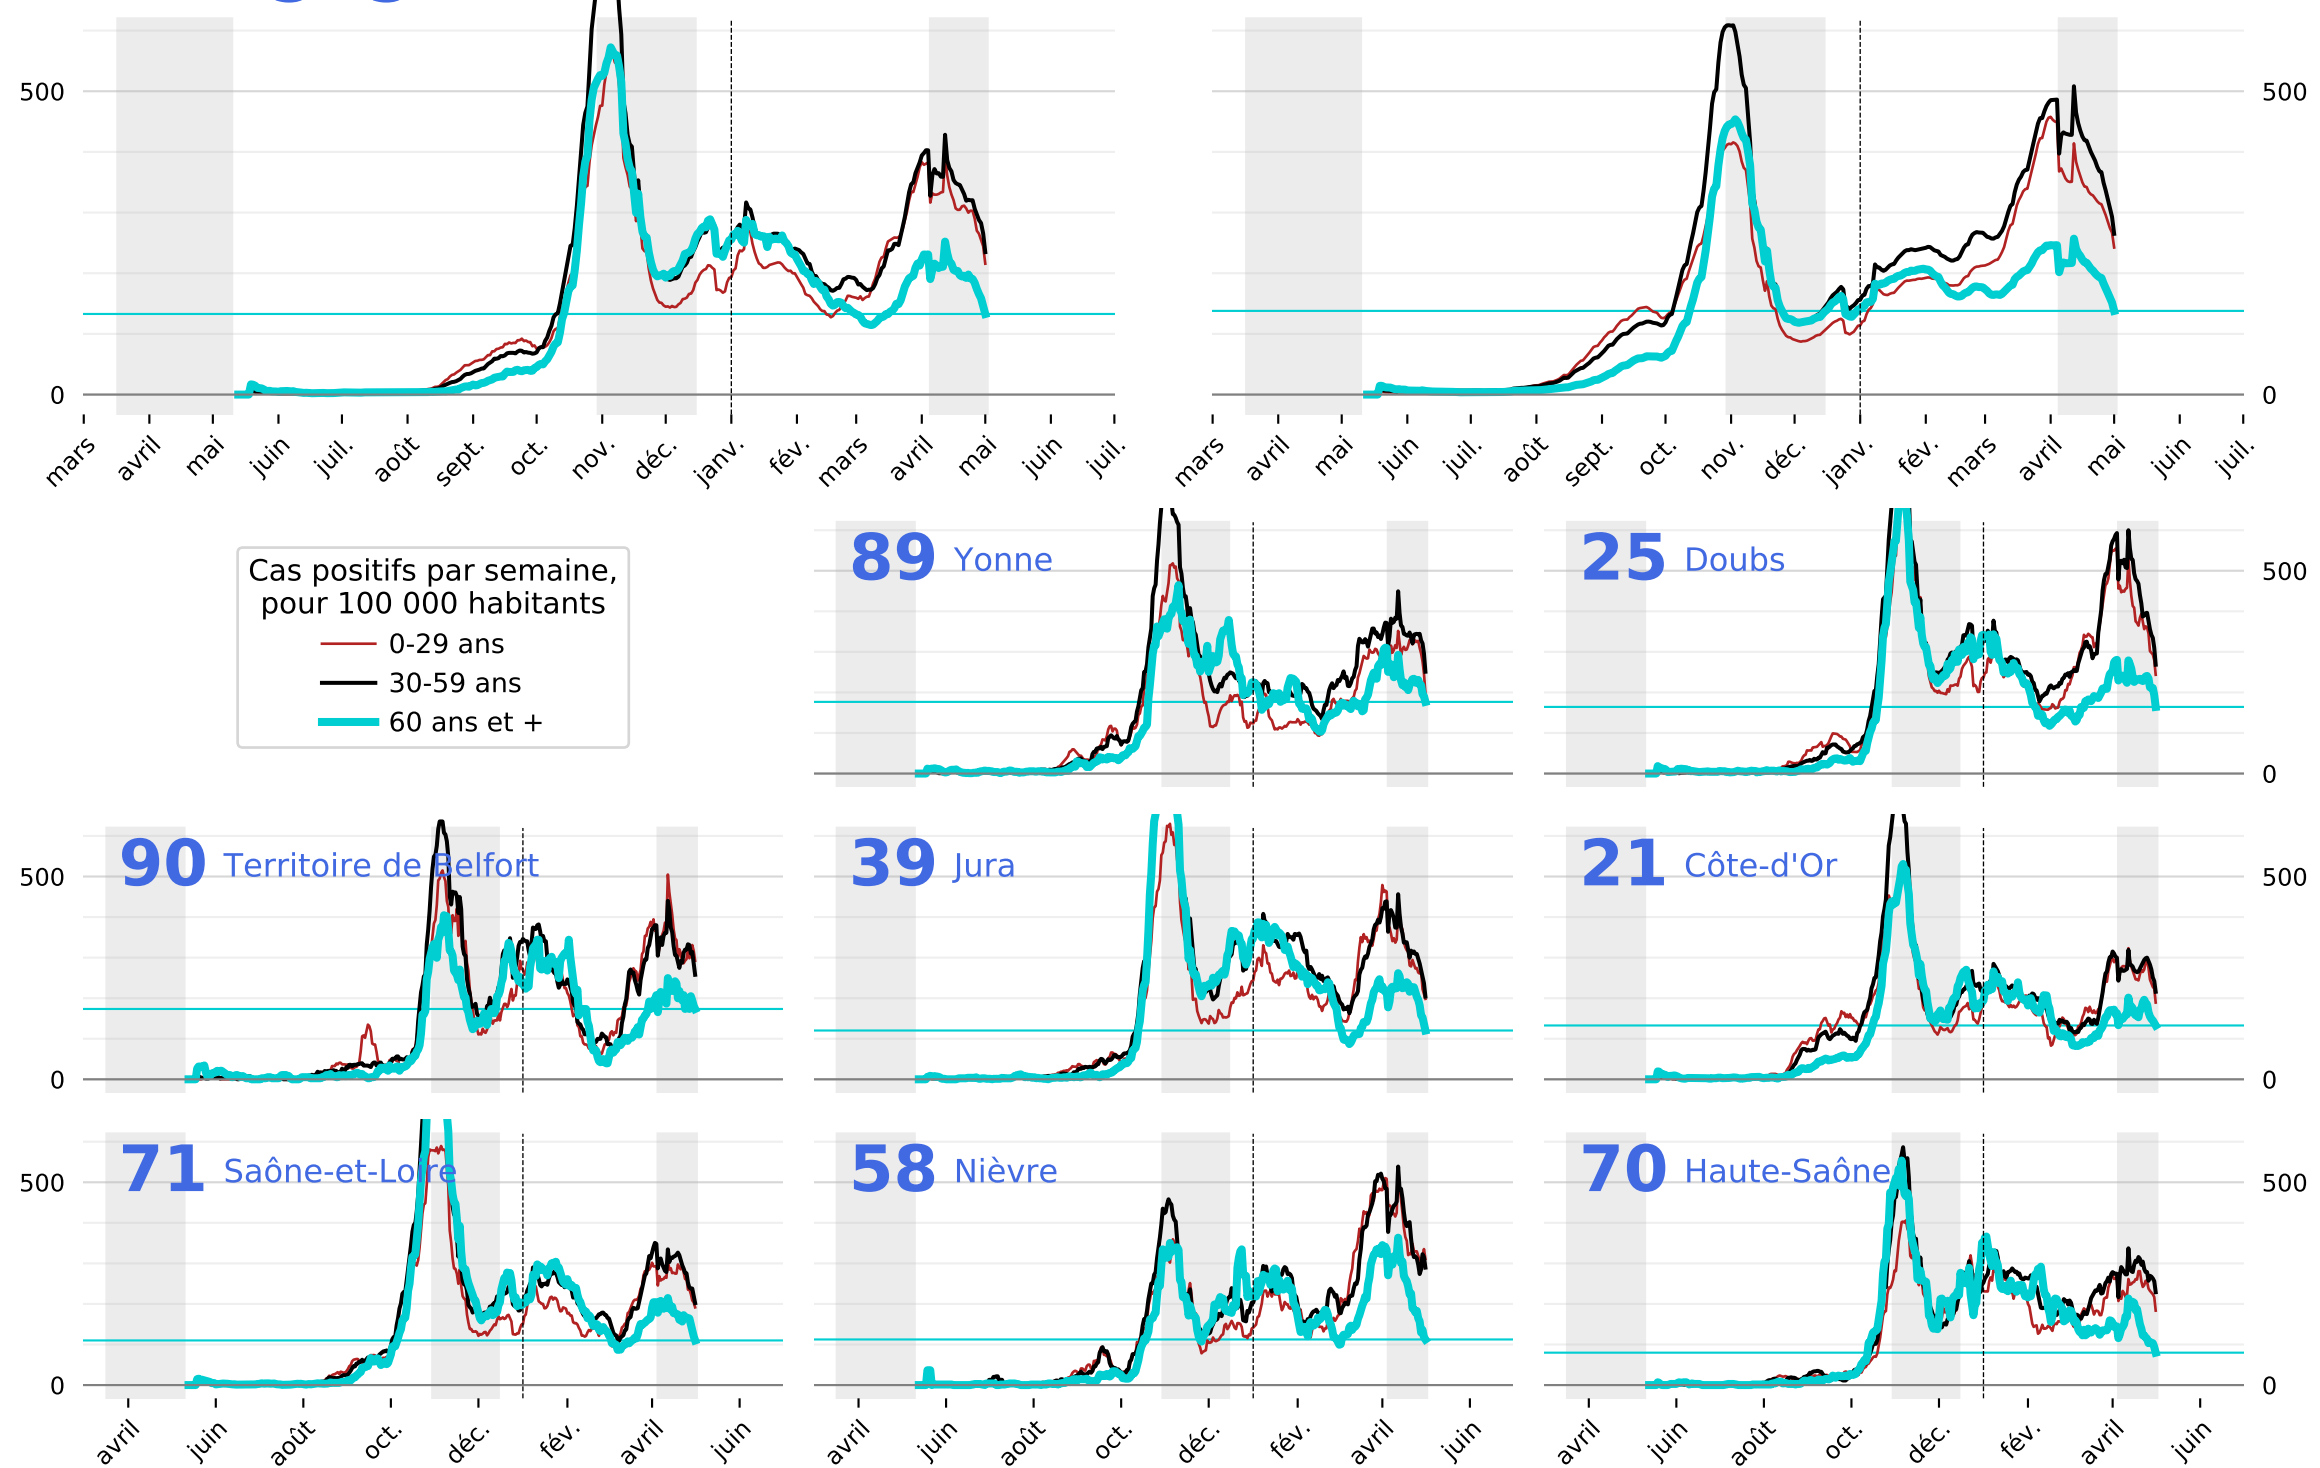 500
500
0
0
mars avril mai juin juil. août sept. oct. nov. déc. janv. fév. mars avril mai juin juil.
mars avril mai juin juil. août sept. oct. nov. déc. janv. fév. mars avril mai juin juil.
Cas positifs par semaine,
pour 100 000 habitants
0-29 ans
30-59 ans
60 ans et +
89 Yonne
25 Doubs
500
0
90 Territoire de Belfort
39 Jura
21 Côte-d'Or
500
500
0
0
71 Saône-et-Loire
58 Nièvre
70 Haute-Saône
500
500
0
0
avril juin août oct. déc. fév. avril juin
avril juin août oct. déc. fév. avril juin
avril juin août oct. déc. fév. avril juin